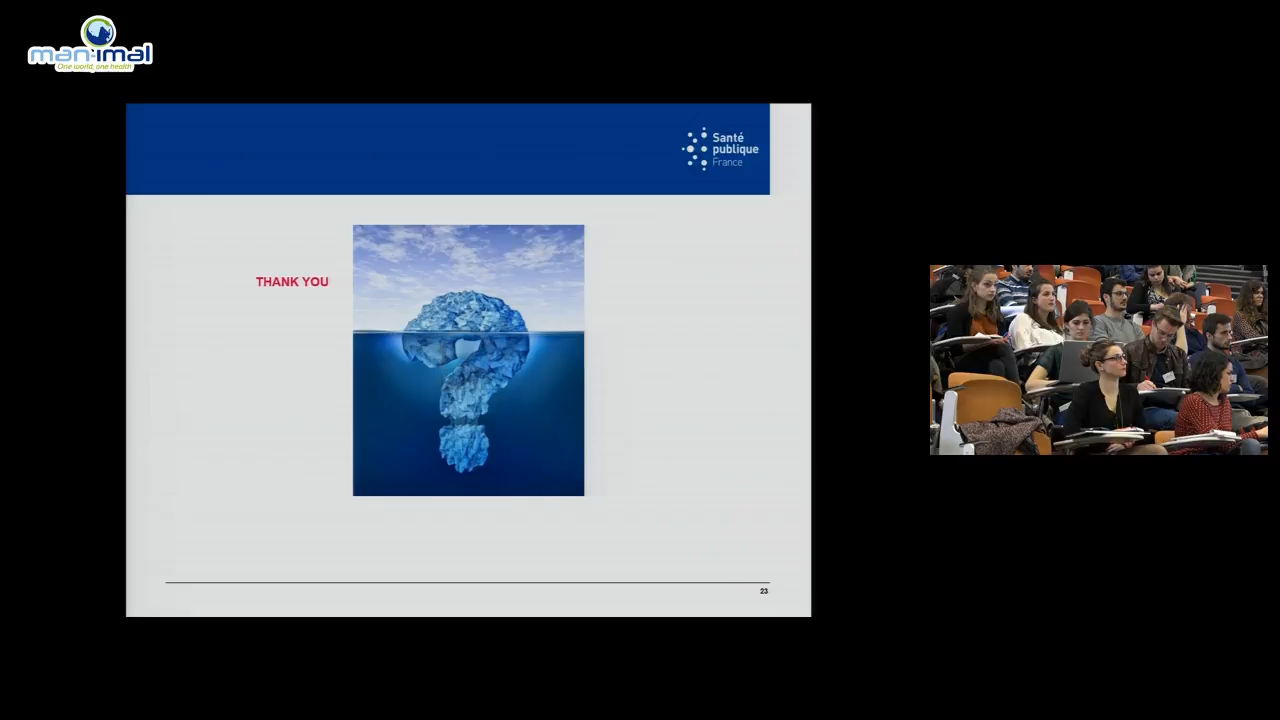 man-imal
One world, one health
Santé
publique
France
THANK YOU
23